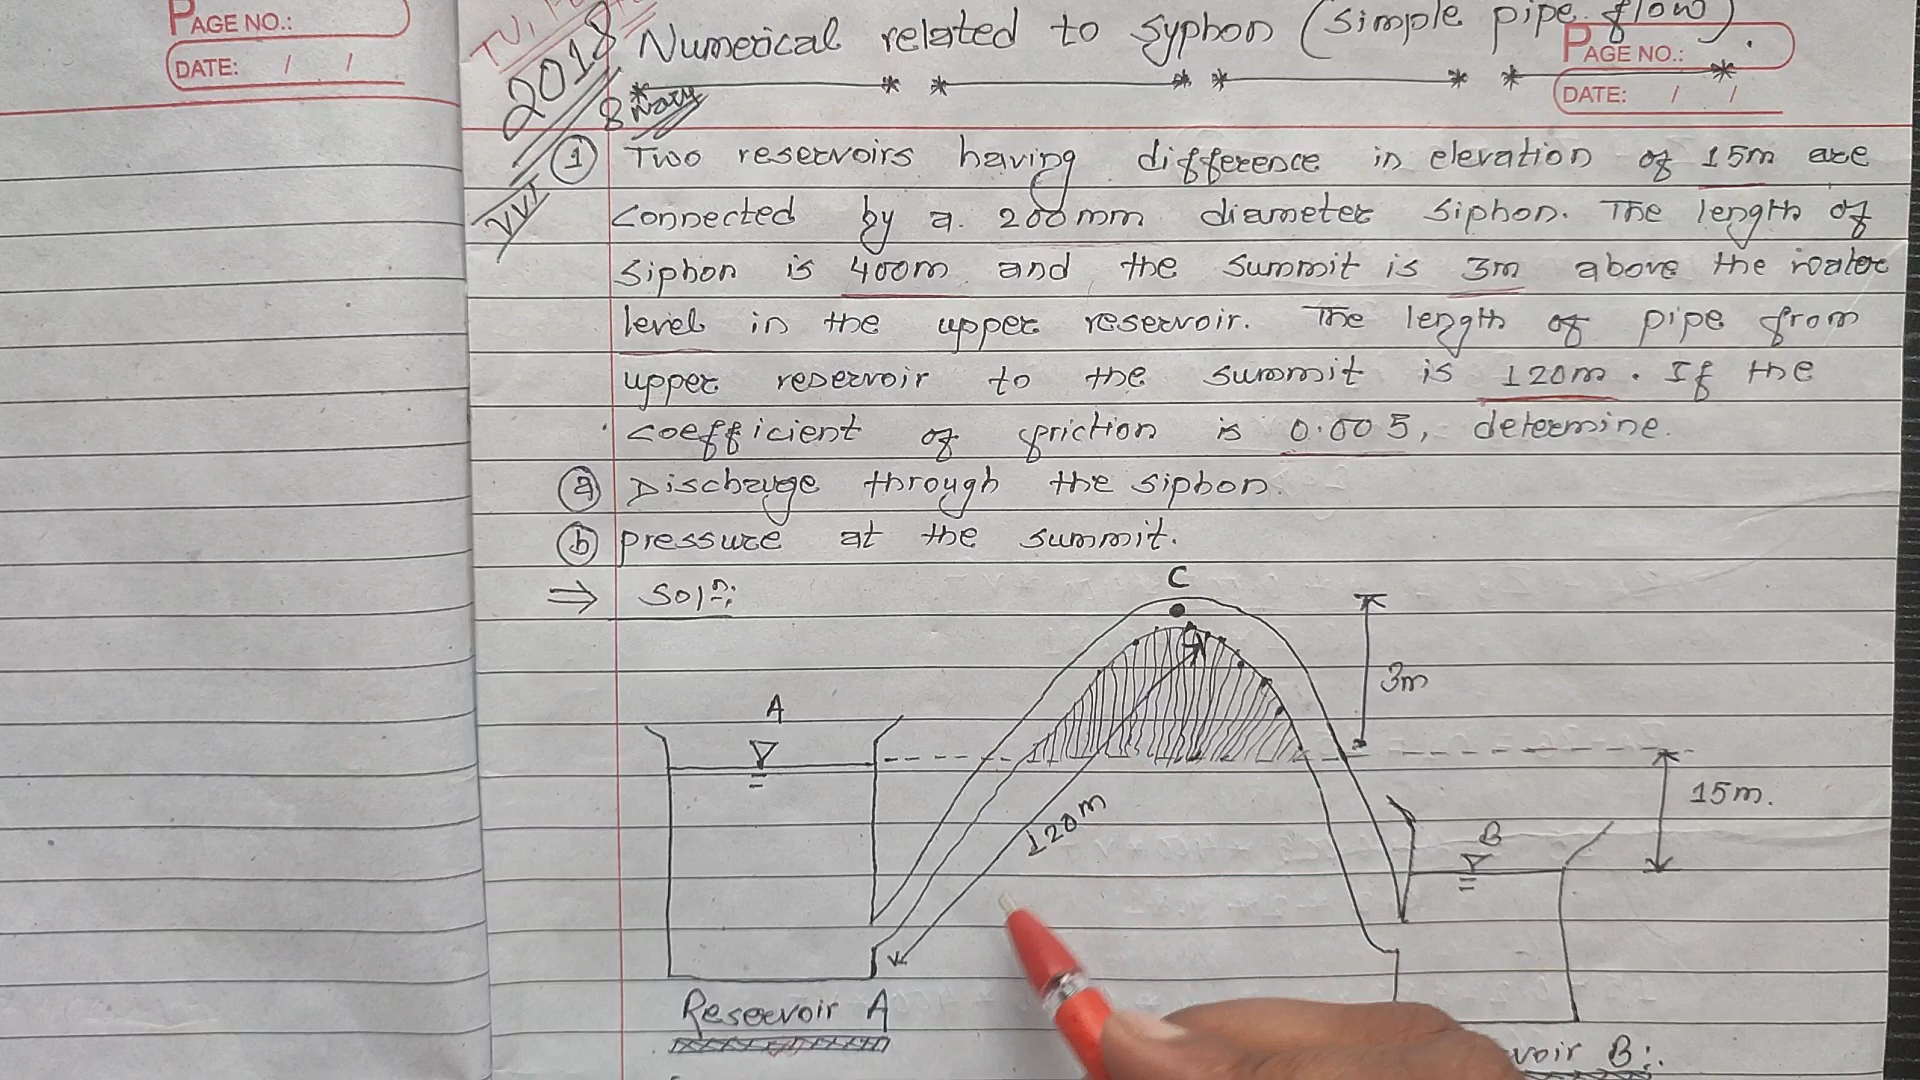 PAGE NO.:
DATE: / /
2018
Numerical related to syphon (simple pipe flow).
PAGE NO.:
DATE: / /
VVI
① Two reservoirs having difference in elevation of 15m are
connected by a. 200mm diameter siphon. The length of
siphon is 400m and the summit is 3m above the water
level in the upper reservoir. The length of pipe from
upper reservoir to the summit is 120m. If the
coefficient of friction is 0.005, determine.
ⓐ Discharge through the siphon.
ⓑ pressure at the summit.
⇒ Solⁿ:
C
3m
A
120m
15m.
B
Reservoir A
voir B:.